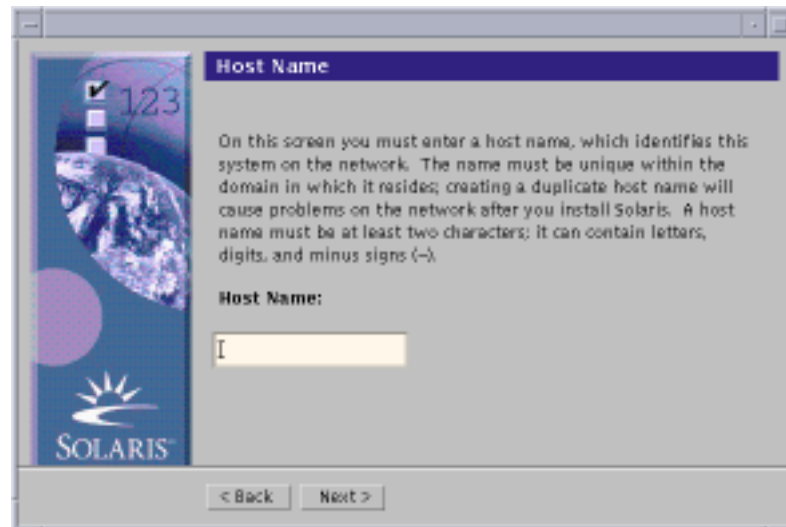 Host Name
123
On this screen you must enter a host name, which identifies this
system on the network. The name must be unique within the
domain in which it resides; creating a duplicate host name will
cause problems on the network after you install Solaris. A host
name must be at least two characters; it can contain letters,
digits, and minus signs (-).
Host Name:
SOLARIS™
< Back
Next >